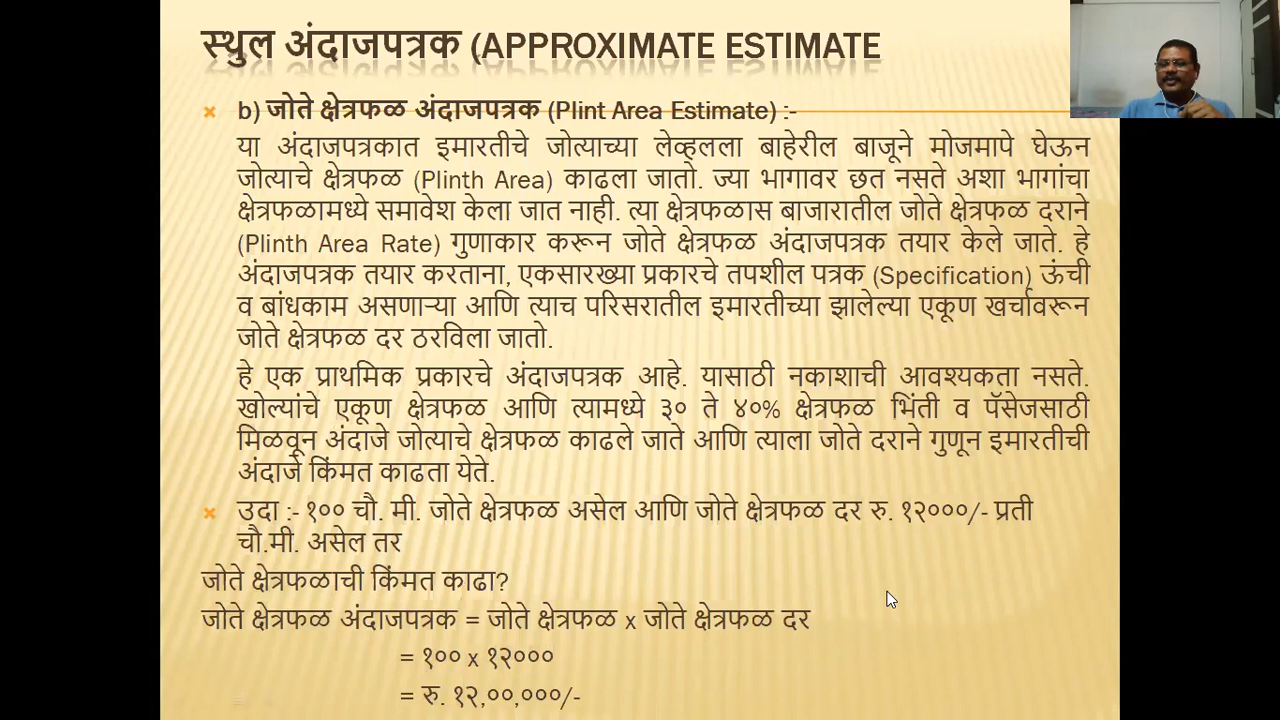 स्थुल अंदाजपत्रक (APPROXIMATE ESTIMATE
b) जोते क्षेत्रफळ अंदाजपत्रक (Plint Area Estimate) :-
या अंदाजपत्रकात इमारतीचे जोत्याच्या लेव्हलला बाहेरील बाजूने मोजमापे घेऊन
जोत्याचे क्षेत्रफळ (Plinth Area) काढला जातो. ज्या भागावर छत नसते अशा भागांचा
क्षेत्रफळामध्ये समावेश केला जात नाही. त्या क्षेत्रफळास बाजारातील जोते क्षेत्रफळ दराने
(Plinth Area Rate) गुणाकार करून जोते क्षेत्रफळ अंदाजपत्रक तयार केले जाते. हे
अंदाजपत्रक तयार करताना, एकसारख्या प्रकारचे तपशील पत्रक (Specification) ऊंची
व बांधकाम असणाऱ्या आणि त्याच परिसरातील इमारतीच्या झालेल्या एकूण खर्चावरून
जोते क्षेत्रफळ दर ठरविला जातो.
हे एक प्राथमिक प्रकारचे अंदाजपत्रक आहे. यासाठी नकाशाची आवश्यकता नसते.
खोल्यांचे एकूण क्षेत्रफळ आणि त्यामध्ये ३० ते ४०% क्षेत्रफळ भिंती व पॅसेजसाठी
मिळवून अंदाजे जोत्याचे क्षेत्रफळ काढले जाते आणि त्याला जोते दराने गुणून इमारतीची
अंदाजे किंमत काढता येते.
उदा :- १०० चौ. मी. जोते क्षेत्रफळ असेल आणि जोते क्षेत्रफळ दर रु. १२०००/- प्रती
चौ.मी. असेल तर
जोते क्षेत्रफळाची किंमत काढा?
जोते क्षेत्रफळ अंदाजपत्रक = जोते क्षेत्रफळ x जोते क्षेत्रफळ दर
= १०० x १२०००
= रु. १२,००,०००/-